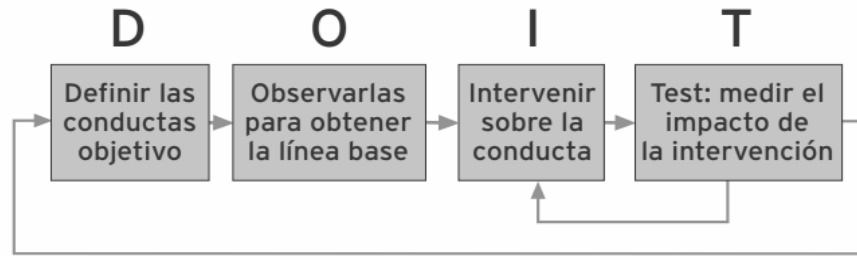 D O I T
Definir las
conductas
objetivo
Observarlas
para obtener
la línea base
Intervenir
sobre la
conducta
Test: medir el
impacto de
la intervención